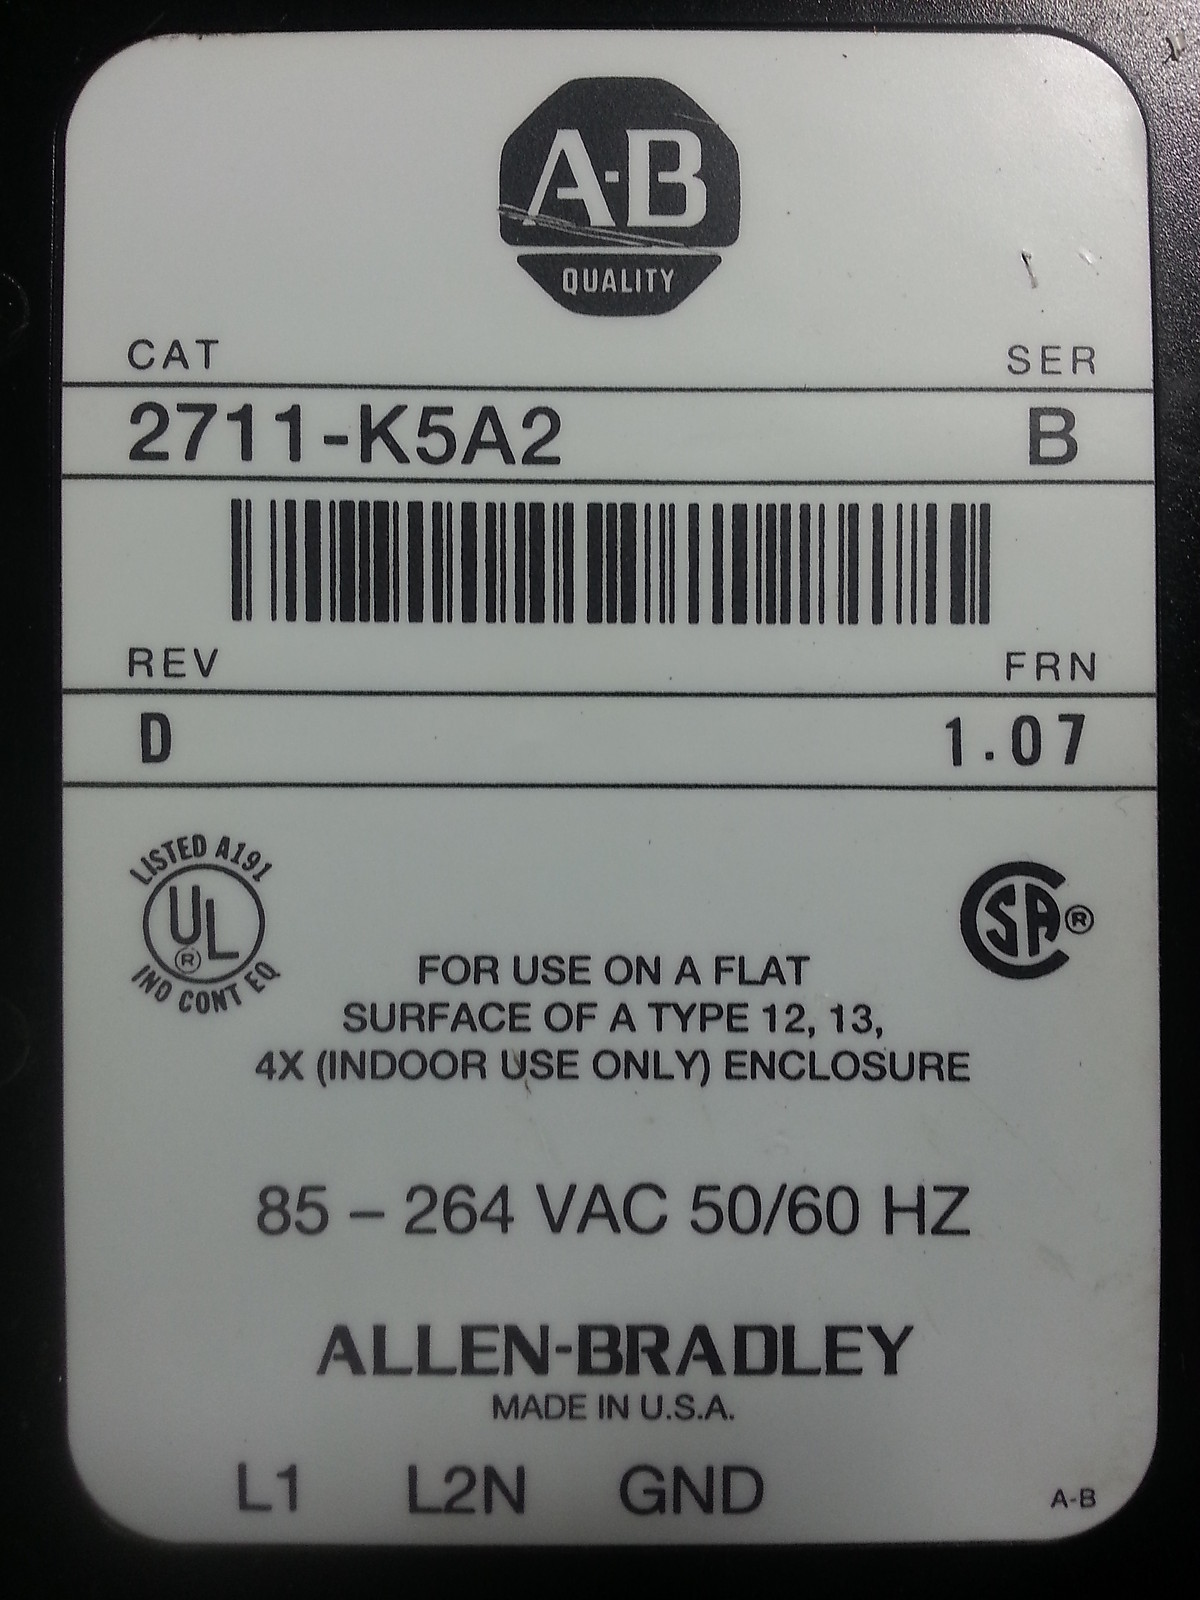 A-B
QUALITY
CAT SER
2711-K5A2 B
REV FRN
D 1.07
LISTED A191
UL®
IND CONT EQ
CSA®
FOR USE ON A FLAT
SURFACE OF A TYPE 12, 13,
4X (INDOOR USE ONLY) ENCLOSURE
85 – 264 VAC 50/60 HZ
ALLEN-BRADLEY
MADE IN U.S.A.
L1 L2N GND A-B